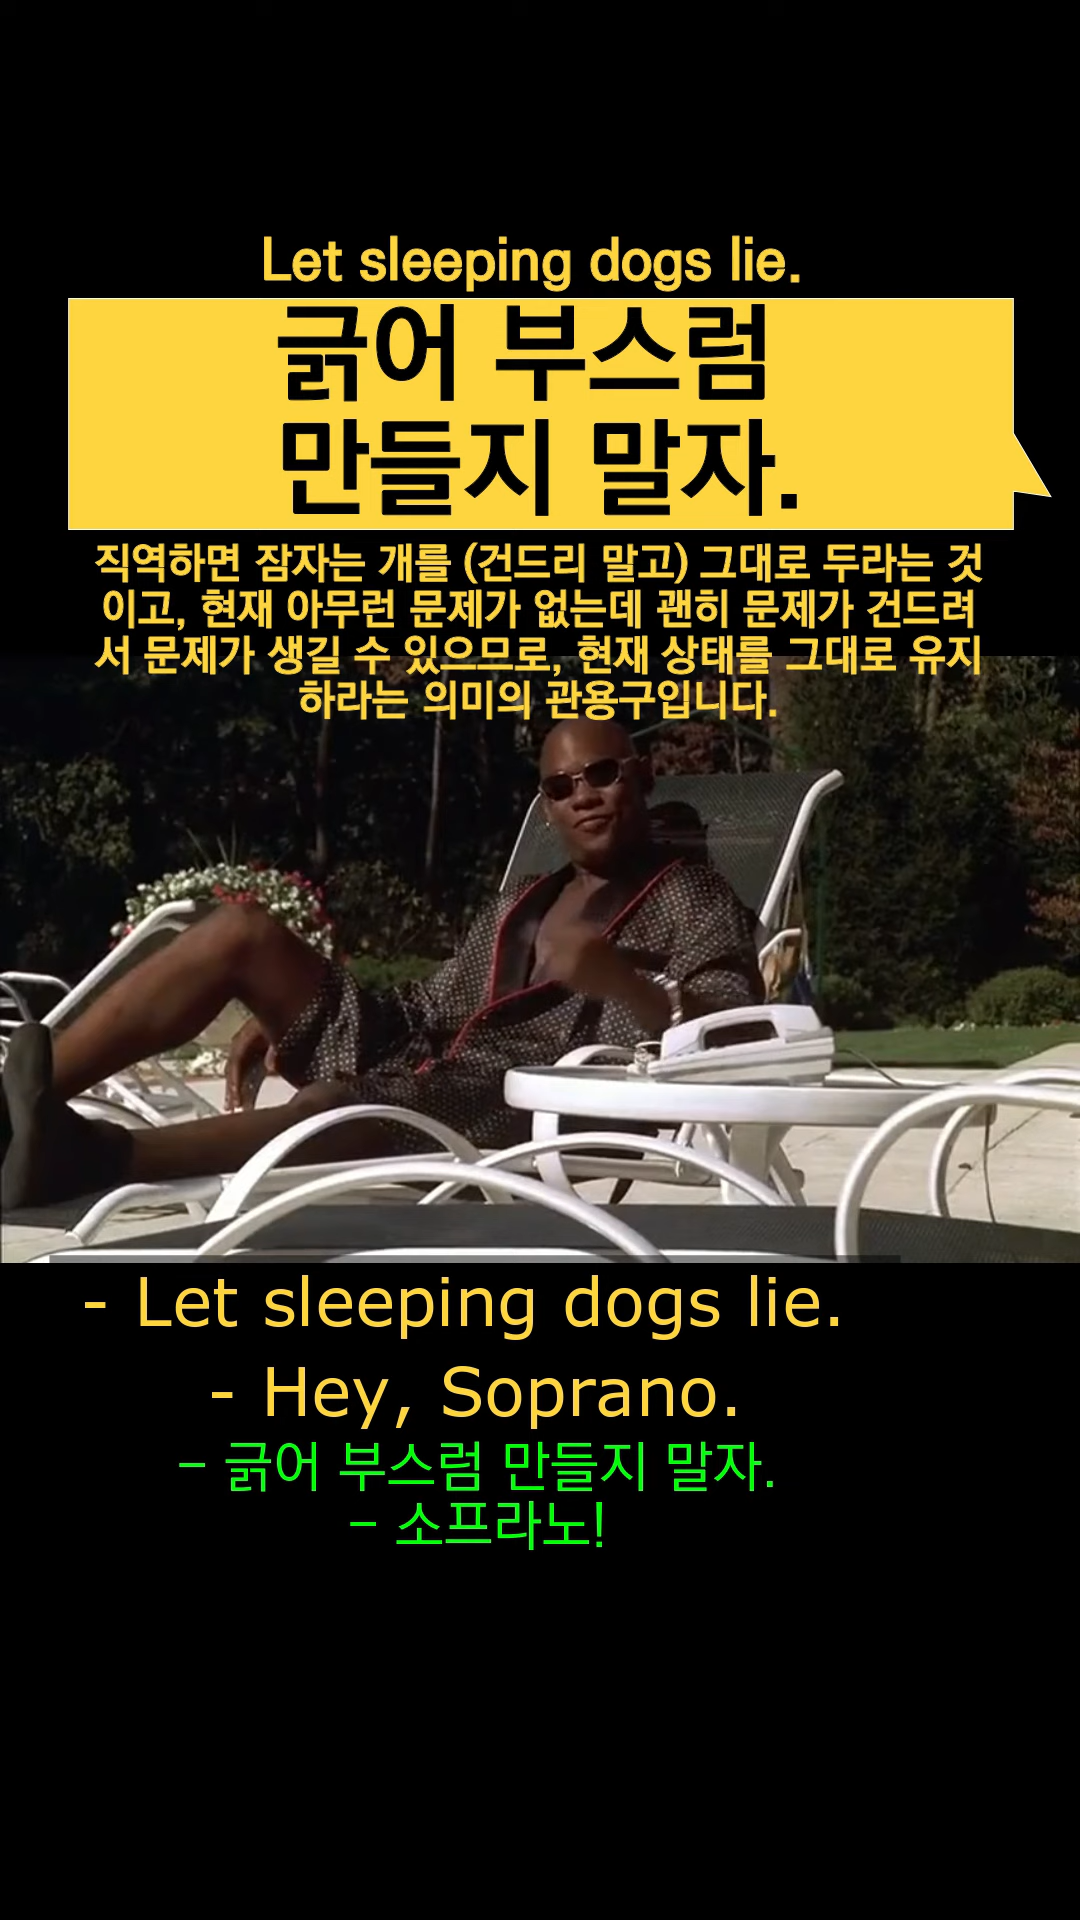 Let sleeping dogs lie.
긁어 부스럼
만들지 말자.
직역하면 잠자는 개를 (건드리 말고) 그대로 두라는 것
이고, 현재 아무런 문제가 없는데 괜히 문제가 건드려
서 문제가 생길 수 있으므로, 현재 상태를 그대로 유지
하라는 의미의 관용구입니다.
- Let sleeping dogs lie.
- Hey, Soprano.
- 긁어 부스럼 만들지 말자.
- 소프라노!